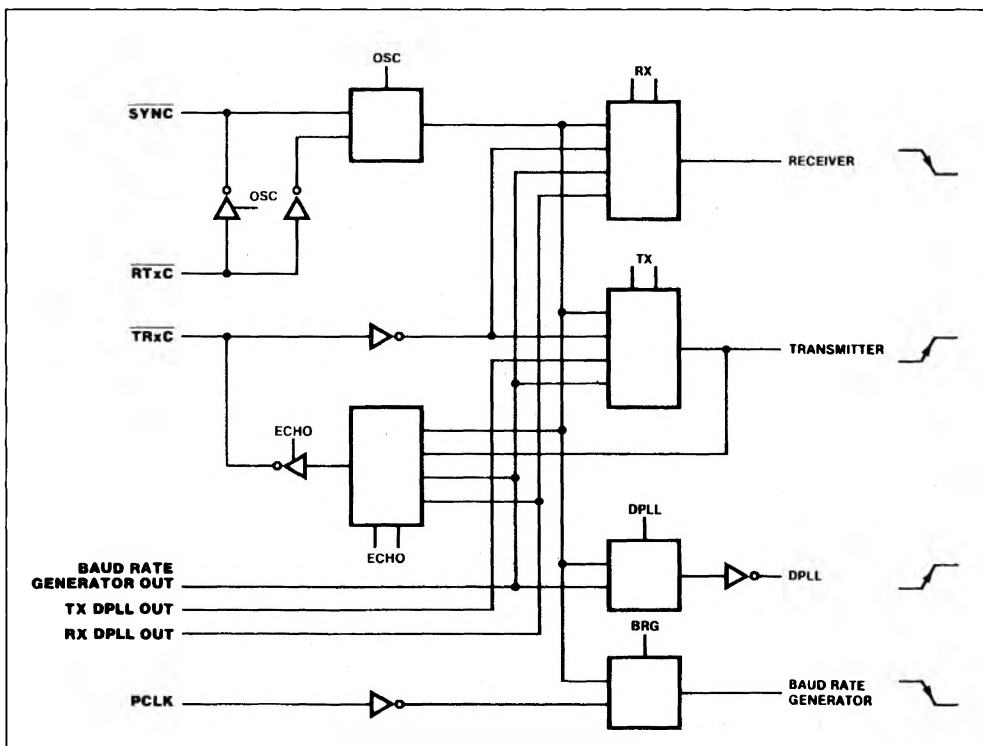 OSC
RX
SYNC
RECEIVER
OSC
RTxC
TX
TRxC
TRANSMITTER
ECHO
DPLL
ECHO
BAUD RATE
GENERATOR OUT
DPLL
TX DPLL OUT
RX DPLL OUT
BRG
PCLK
BAUD RATE
GENERATOR